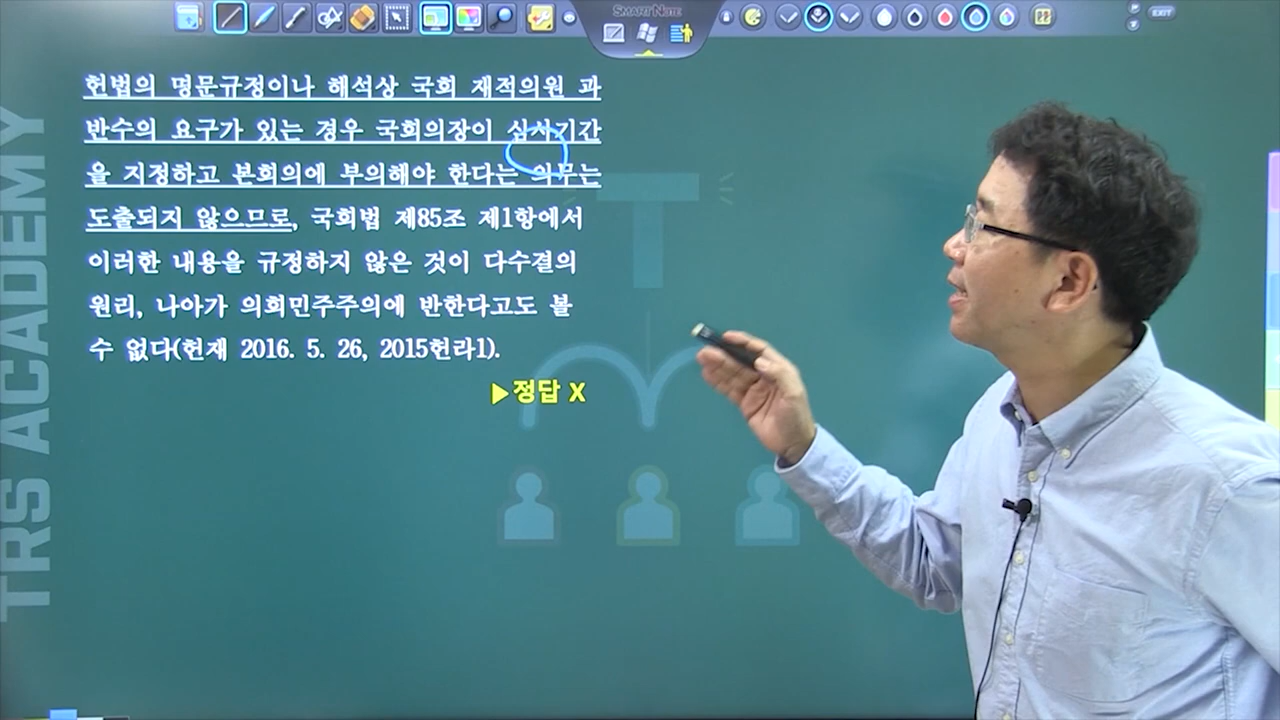 SMARTNOTE
EXIT
헌법의 명문규정이나 해석상 국회 재적의원 과
반수의 요구가 있는 경우 국회의장이 심사기간
을 지정하고 본회의에 부의해야 한다는 의무는
도출되지 않으므로, 국회법 제85조 제1항에서
이러한 내용을 규정하지 않은 것이 다수결의
원리, 나아가 의회민주주의에 반한다고도 볼
수 없다(헌재 2016. 5. 26, 2015헌라1).
▶정답 X
TRS ACADEMY